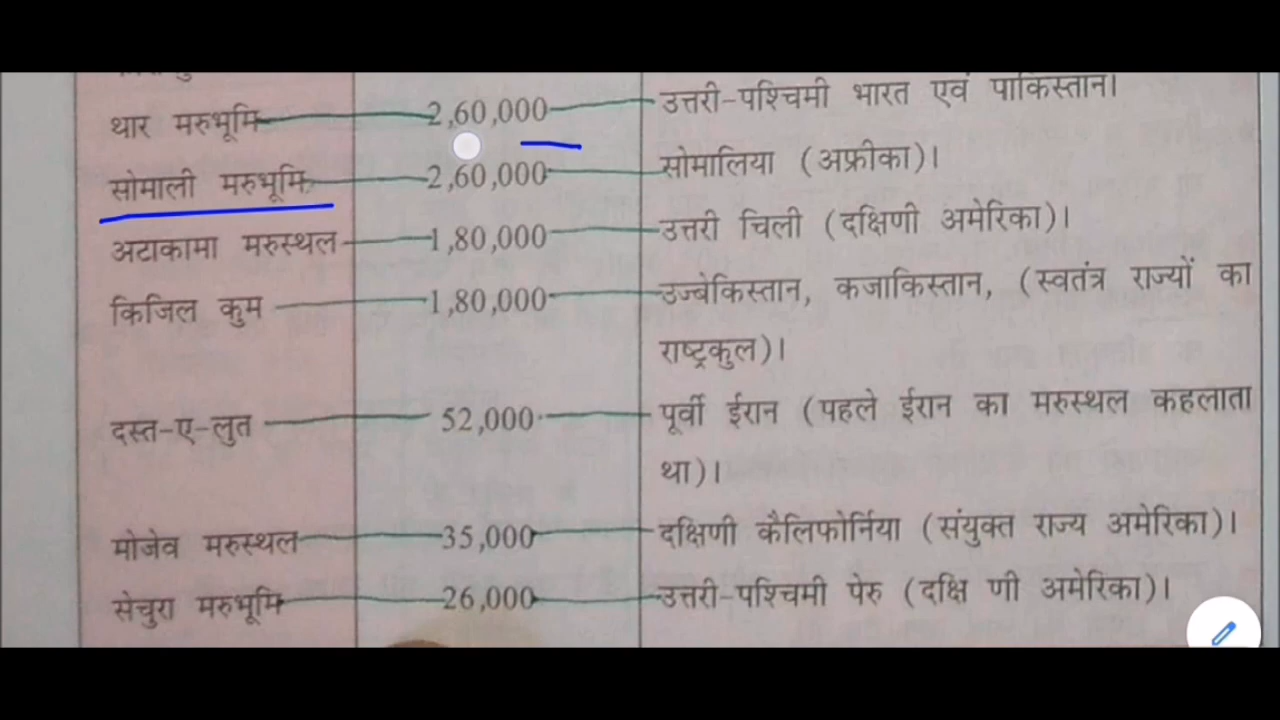 थार मरुभूमि 2,60,000 उत्तरी-पश्चिमी भारत एवं पाकिस्तान।
सोमाली मरुभूमि 2,60,000 सोमालिया (अफ्रीका)।
अटाकामा मरुस्थल 1,80,000 उत्तरी चिली (दक्षिणी अमेरिका)।
किजिल कुम 1,80,000 उज्बेकिस्तान, कजाकिस्तान, (स्वतंत्र राज्यों का
राष्ट्रकुल)।
दस्त-ए-लुत 52,000 पूर्वी ईरान (पहले ईरान का मरुस्थल कहलाता
था)।
मोजेव मरुस्थल 35,000 दक्षिणी कैलिफोर्निया (संयुक्त राज्य अमेरिका)।
सेचुरा मरुभूमि 26,000 उत्तरी-पश्चिमी पेरु (दक्षि णी अमेरिका)।